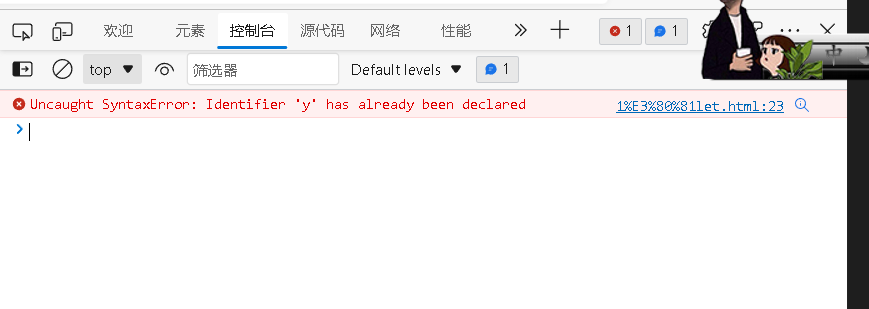 欢迎 元素 控制台 源代码 网络 性能 1 1
top 筛选器 Default levels 1
Uncaught SyntaxError: Identifier 'y' has already been declared 1%E3%80%81let.html:23
中